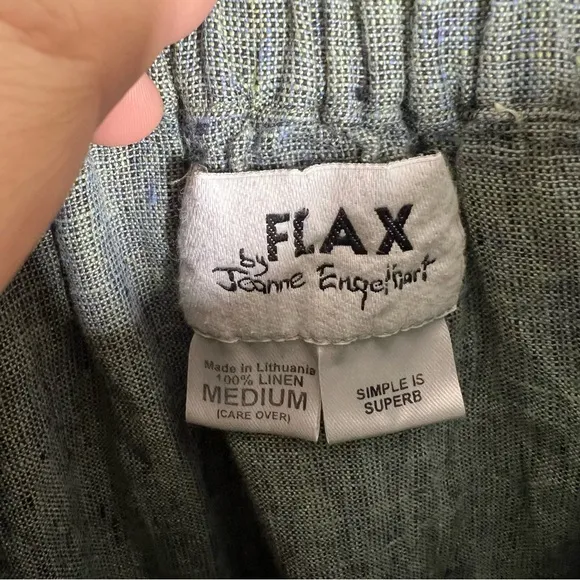 FLAX
by
Jeanne Engelhart
Made in Lithuania
100% LINEN
MEDIUM
(CARE OVER)
SIMPLE IS
SUPERB